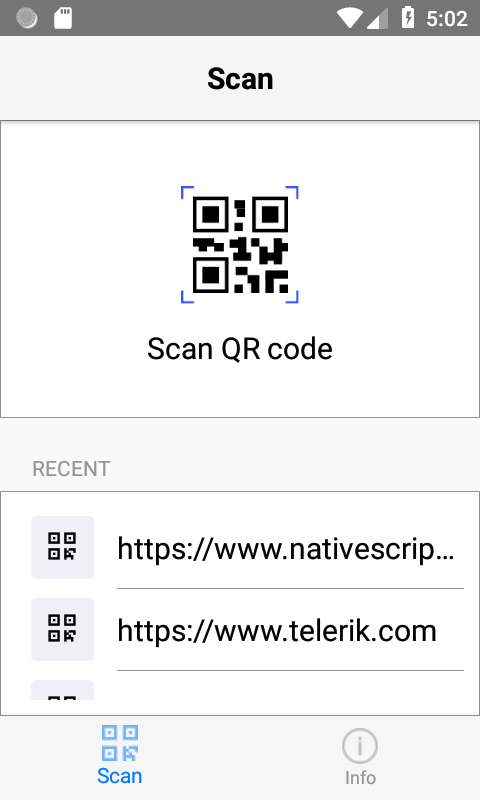 5:02
Scan
Scan QR code
RECENT
https://www.nativescrip...
https://www.telerik.com
Scan
Info